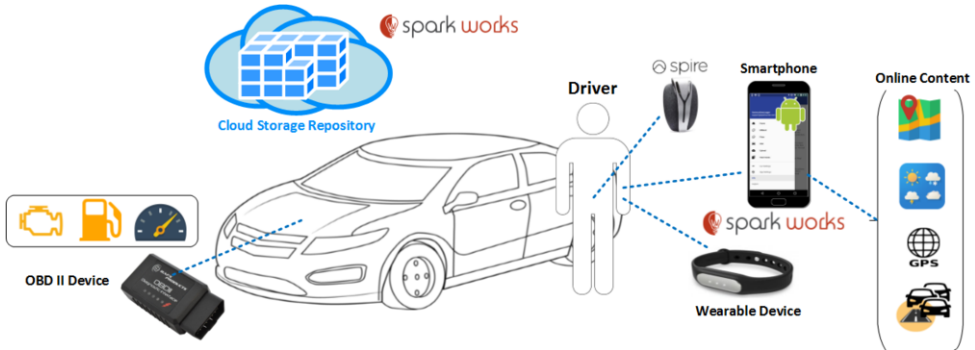 spark works
Cloud Storage Repository
Driver
spire
Smartphone
Online Content
OBD II Device
spark works
Wearable Device
GPS